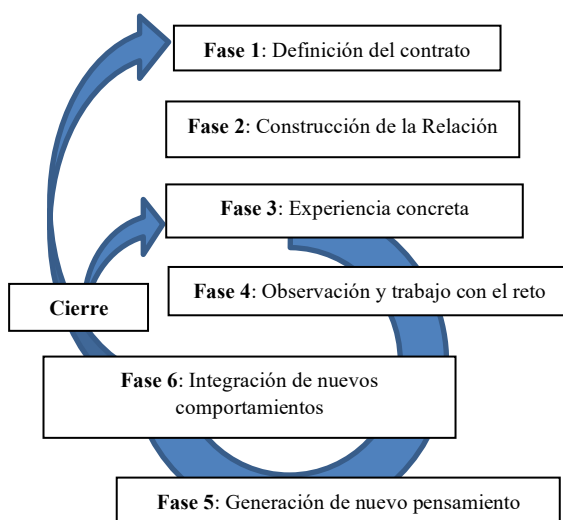 Fase 1: Definición del contrato
Fase 2: Construcción de la Relación
Fase 3: Experiencia concreta
Fase 4: Observación y trabajo con el reto
Cierre
Fase 6: Integración de nuevos
comportamientos
Fase 5: Generación de nuevo pensamiento